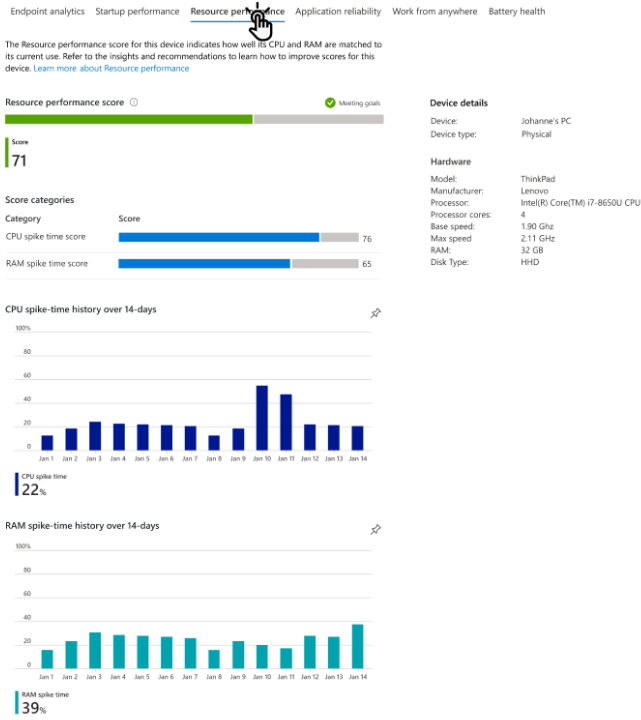 Endpoint analytics Startup performance Resource performance Application reliability Work from anywhere Battery health
The Resource performance score for this device indicates how well its CPU and RAM are matched to
its current use. Refer to the insights and recommendations to learn how to improve scores for this
device. Learn more about Resource performance
Resource performance score Meeting goals
Score
71
Score categories
Category Score
CPU spike time score 76
RAM spike time score 65
Device details
Device: Johanne's PC
Device type: Physical
Hardware
Model: ThinkPad
Manufacturer: Lenovo
Processor: Intel(R) Core(TM) i7-8650U CPU
Processor cores: 4
Base speed: 1.90 Ghz
Max speed 2.11 GHz
RAM: 32 GB
Disk Type: HHD
CPU spike-time history over 14-days
100%
80
60
40
20
0
Jan 1 Jan 2 Jan 3 Jan 4 Jan 5 Jan 6 Jan 7 Jan 8 Jan 9 Jan 10 Jan 11 Jan 12 Jan 13 Jan 14
CPU spike time
22%
RAM spike-time history over 14-days
100%
80
60
40
20
0
Jan 1 Jan 2 Jan 3 Jan 4 Jan 5 Jan 6 Jan 7 Jan 8 Jan 9 Jan 10 Jan 11 Jan 12 Jan 13 Jan 14
RAM spike time
39%